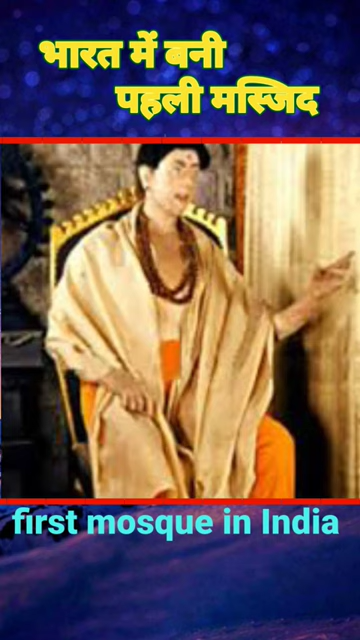 भारत में बनी
पहली मस्जिद
first mosque in India